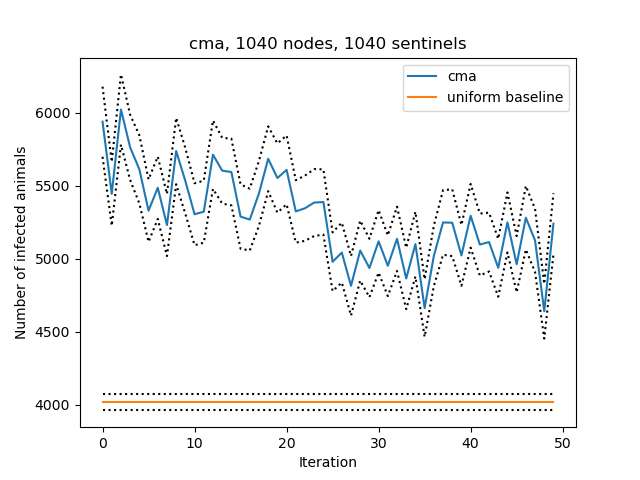 cma, 1040 nodes, 1040 sentinels
cma
uniform baseline
Number of infected animals
6000
5500
5000
4500
4000
0 10 20 30 40 50
Iteration